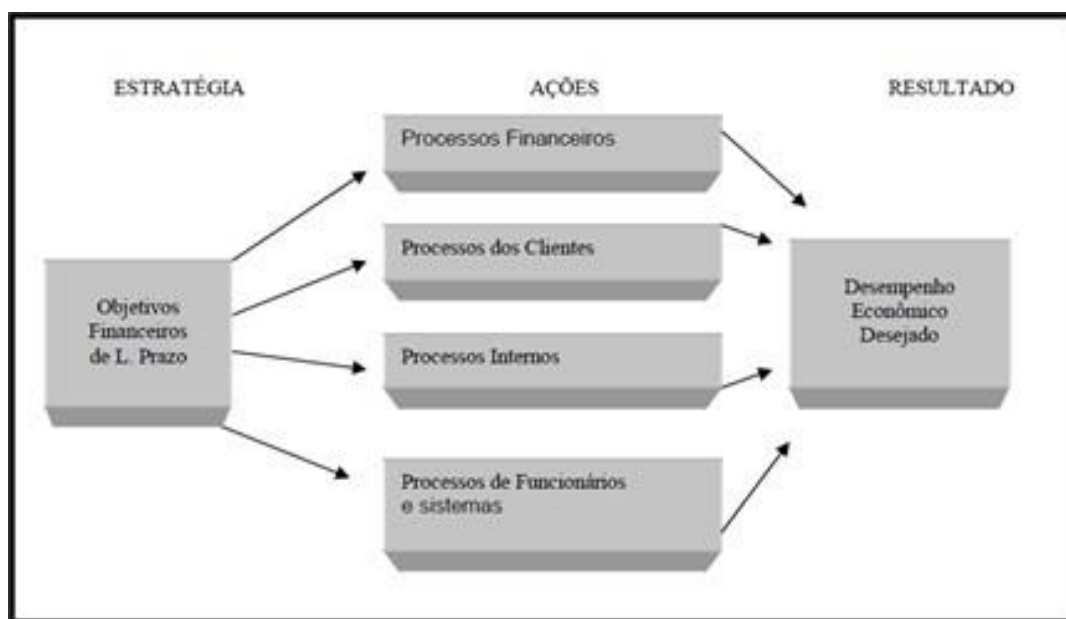 ESTRATÉGIA
AÇÕES
RESULTADO
Processos Financeiros
Processos dos Clientes
Objetivos
Financeiros
de L. Prazo
Processos Internos
Processos de Funcionários
e sistemas
Desempenho
Econômico
Desejado